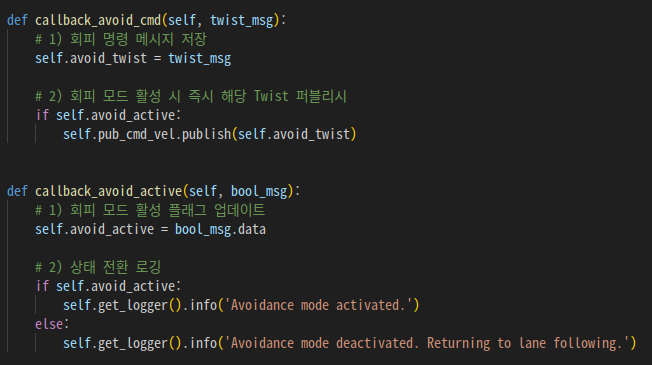 def callback_avoid_cmd(self, twist_msg):
    # 1) 회피 명령 메시지 저장
    self.avoid_twist = twist_msg

    # 2) 회피 모드 활성 시 즉시 해당 Twist 퍼블리시
    if self.avoid_active:
        self.pub_cmd_vel.publish(self.avoid_twist)


def callback_avoid_active(self, bool_msg):
    # 1) 회피 모드 활성 플래그 업데이트
    self.avoid_active = bool_msg.data

    # 2) 상태 전환 로깅
    if self.avoid_active:
        self.get_logger().info('Avoidance mode activated.')
    else:
        self.get_logger().info('Avoidance mode deactivated. Returning to lane following.')